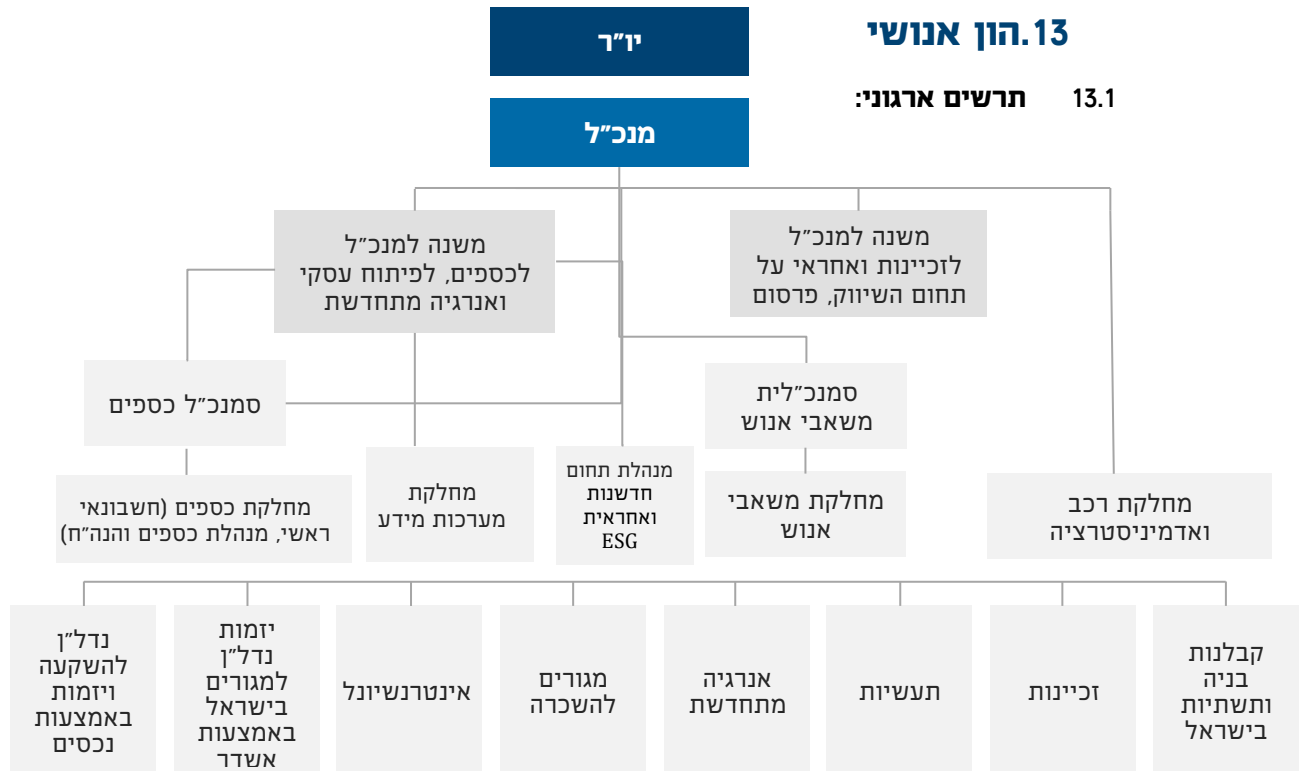 13.הון אנושי
13.1 תרשים ארגוני:
יו״ר
מנכ״ל
משנה למנכ״ל
לזכיינות ואחראי על
תחום השיווק, פרסום
משנה למנכ״ל
לכספים, לפיתוח עסקי
ואנרגיה מתחדשת
סמנכ״לית
משאבי אנוש
סמנכ״ל כספים
מחלקת רכב
ואדמיניסטרציה
מחלקת משאבי
אנוש
מנהלת תחום
חדשנות
ואחראית
ESG
מחלקת
מערכות מידע
מחלקת כספים (חשבונאי
ראשי, מנהלת כספים והנה״ח)
קבלנות
בניה
ותשתיות
בישראל
זכיינות
תעשיות
אנרגיה
מתחדשת
מגורים
להשכרה
אינטרנשיונל
יזמות
נדל״ן
למגורים
בישראל
באמצעות
אשדר
נדל״ן
להשקעה
ויזמות
באמצעות
נכסים